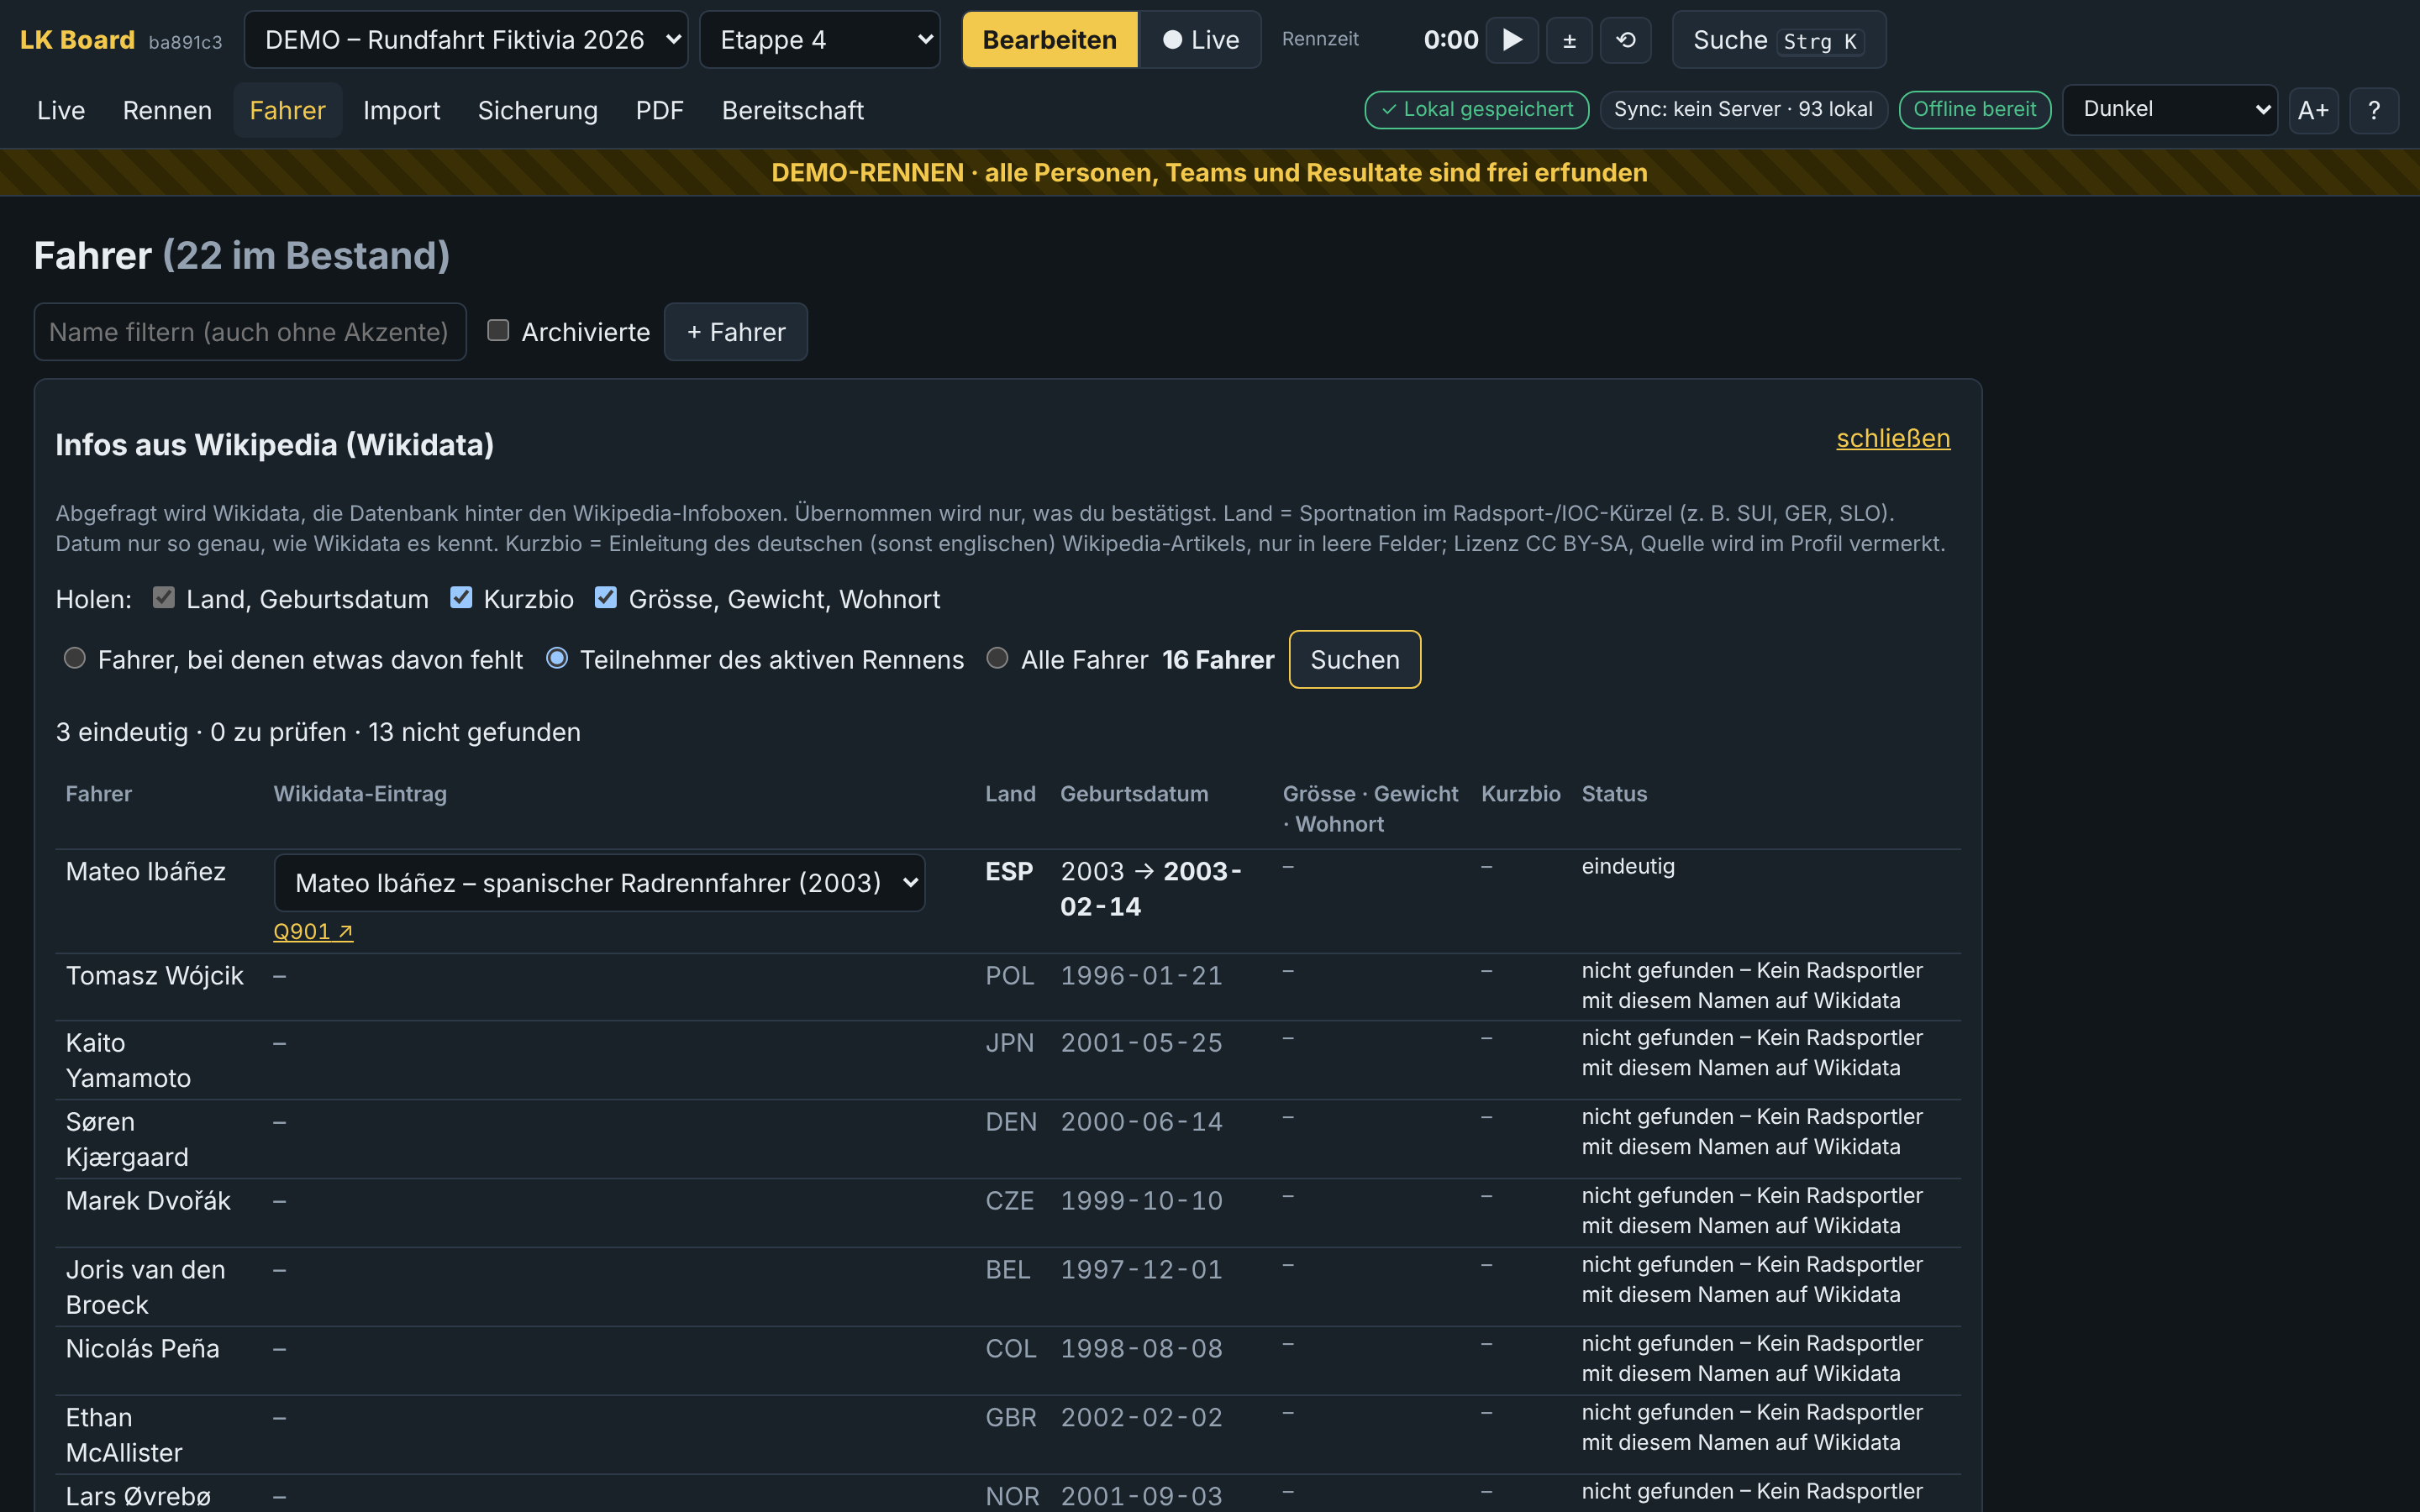 LK Board ba891c3 DEMO – Rundfahrt Fiktivia 2026 Etappe 4 Bearbeiten Live Rennzeit 0:00 ▶ ± ⟲ Suche Strg K
Live Rennen Fahrer Import Sicherung PDF Bereitschaft ✓ Lokal gespeichert Sync: kein Server · 93 lokal Offline bereit Dunkel A+ ?
DEMO-RENNEN · alle Personen, Teams und Resultate sind frei erfunden
Fahrer (22 im Bestand)
Name filtern (auch ohne Akzente) Archivierte + Fahrer
Infos aus Wikipedia (Wikidata) schließen
Abgefragt wird Wikidata, die Datenbank hinter den Wikipedia-Infoboxen. Übernommen wird nur, was du bestätigst. Land = Sportnation im Radsport-/IOC-Kürzel (z. B. SUI, GER, SLO).
Datum nur so genau, wie Wikidata es kennt. Kurzbio = Einleitung des deutschen (sonst englischen) Wikipedia-Artikels, nur in leere Felder; Lizenz CC BY-SA, Quelle wird im Profil vermerkt.
Holen: Land, Geburtsdatum Kurzbio Grösse, Gewicht, Wohnort
Fahrer, bei denen etwas davon fehlt Teilnehmer des aktiven Rennens Alle Fahrer 16 Fahrer Suchen
3 eindeutig · 0 zu prüfen · 13 nicht gefunden
Fahrer Wikidata-Eintrag Land Geburtsdatum Grösse · Gewicht Kurzbio Status
· Wohnort
Mateo Ibáñez Mateo Ibáñez – spanischer Radrennfahrer (2003) ESP 2003 → 2003- – – eindeutig
02-14
Q901 ↗
Tomasz Wójcik – POL 1996-01-21 – – nicht gefunden – Kein Radsportler
mit diesem Namen auf Wikidata
Kaito – JPN 2001-05-25 – – nicht gefunden – Kein Radsportler
Yamamoto mit diesem Namen auf Wikidata
Søren – DEN 2000-06-14 – – nicht gefunden – Kein Radsportler
Kjærgaard mit diesem Namen auf Wikidata
Marek Dvořák – CZE 1999-10-10 – – nicht gefunden – Kein Radsportler
mit diesem Namen auf Wikidata
Joris van den – BEL 1997-12-01 – – nicht gefunden – Kein Radsportler
Broeck mit diesem Namen auf Wikidata
Nicolás Peña – COL 1998-08-08 – – nicht gefunden – Kein Radsportler
mit diesem Namen auf Wikidata
Ethan – GBR 2002-02-02 – – nicht gefunden – Kein Radsportler
McAllister mit diesem Namen auf Wikidata
Lars Øvrebø – NOR 2001-09-03 – – nicht gefunden – Kein Radsportler